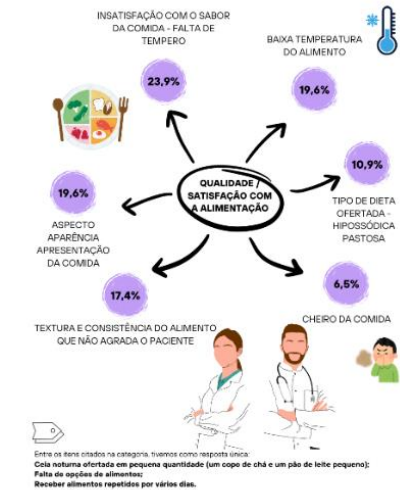 INSATISFAÇÃO COM O SABOR
DA COMIDA - FALTA DE
TEMPERO
23,9%
BAIXA TEMPERATURA
DO ALIMENTO
19,6%
10,9%
TIPO DE DIETA
OFERTADA -
HIPOSSÓDICA
PASTOSA
QUALIDADE /
SATISFAÇÃO COM
A ALIMENTAÇÃO
19,6%
ASPECTO
APARÊNCIA
APRESENTAÇÃO
DA COMIDA
6,5%
CHEIRO DA COMIDA
17,4%
TEXTURA E CONSISTÊNCIA DO ALIMENTO
QUE NÃO AGRADA O PACIENTE
Entre os itens citados na categoria, tivemos como resposta única:
Ceia noturna ofertada em pequena quantidade (um copo de chá e um pão de leite pequeno);
Falta de opções de alimentos;
Receber alimentos repetidos por vários dias.